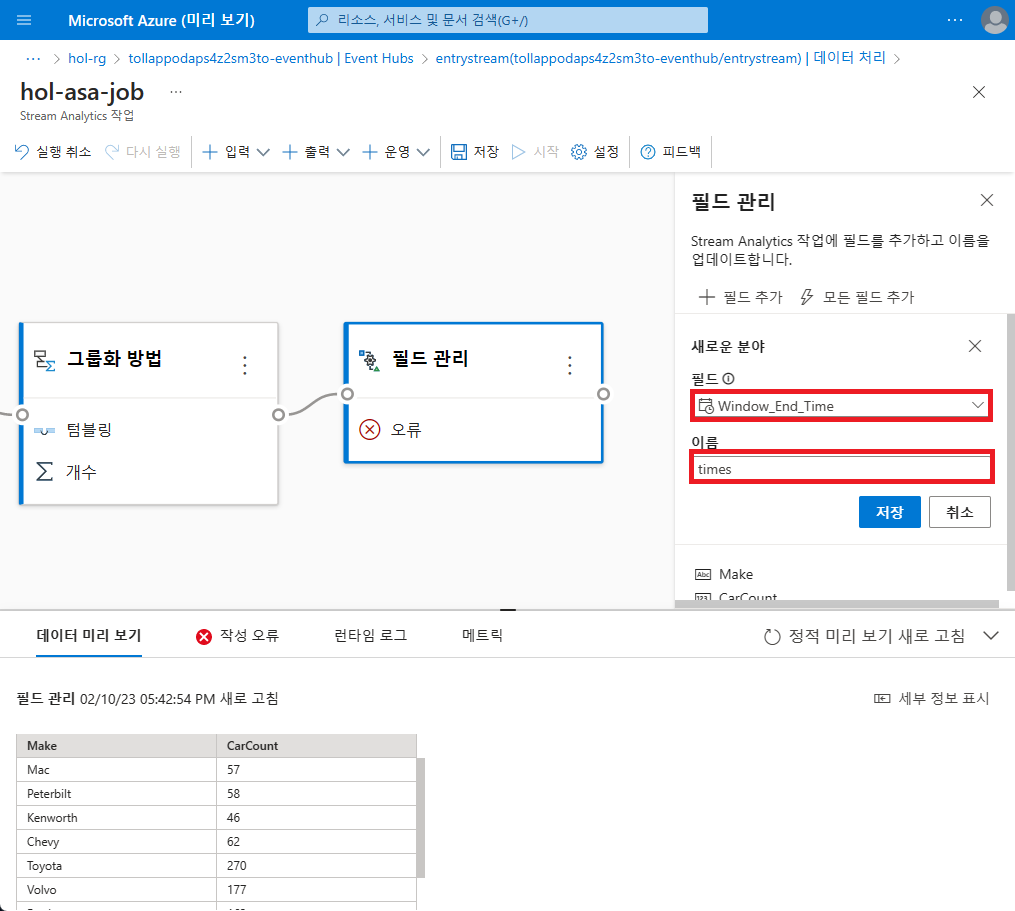 Microsoft Azure (미리 보기)
리소스, 서비스 및 문서 검색(G+/)
hol-rg
tollappodaps4z2sm3to-eventhub | Event Hubs
entrystream(tollappodaps4z2sm3to-eventhub/entrystream) | 데이터 처리
hol-asa-job
Stream Analytics 작업
실행 취소
다시 실행
입력
출력
운영
저장
시작
설정
피드백
그룹화 방법
텀블링
개수
필드 관리
오류
필드 관리
Stream Analytics 작업에 필드를 추가하고 이름을
업데이트합니다.
필드 추가
모든 필드 추가
새로운 분야
필드
Window_End_Time
이름
times
저장
취소
Abc Make
123 CarCount
데이터 미리 보기
작성 오류
런타임 로그
메트릭
정적 미리 보기 새로 고침
필드 관리 02/10/23 05:42:54 PM 새로 고침
세부 정보 표시
Make CarCount
Mac 57
Peterbilt 58
Kenworth 46
Chevy 62
Toyota 270
Volvo 177